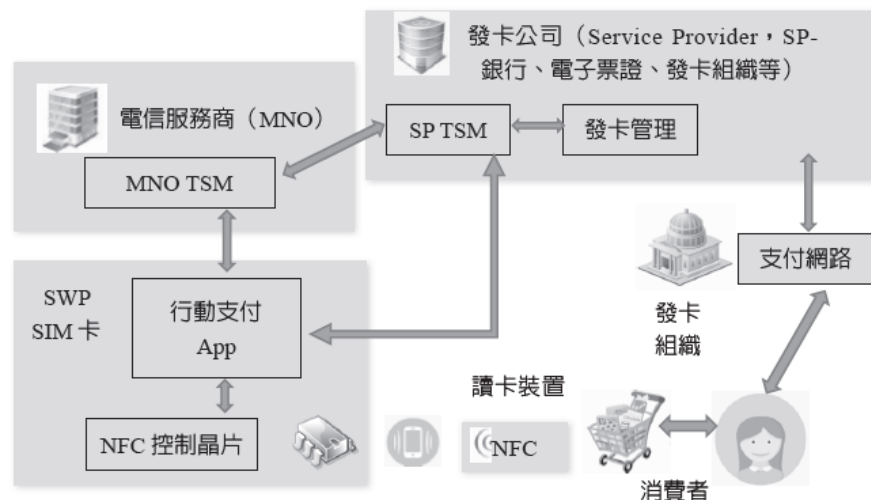 發卡公司（Service Provider，SP-
銀行、電子票證、發卡組織等）
電信服務商（MNO）
SP TSM
發卡管理
MNO TSM
支付網路
SWP
SIM 卡
行動支付
App
發卡
組織
讀卡裝置
NFC 控制晶片
NFC
消費者